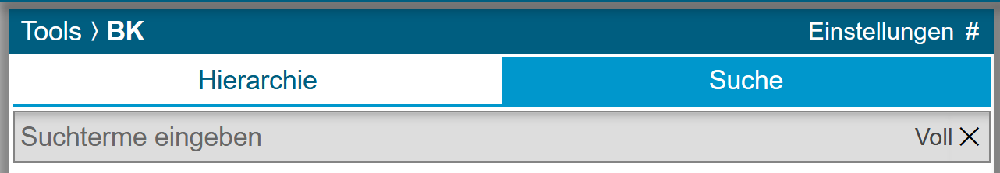 Tools 〉BK Einstellungen #
Hierarchie Suche
Suchterme eingeben Voll